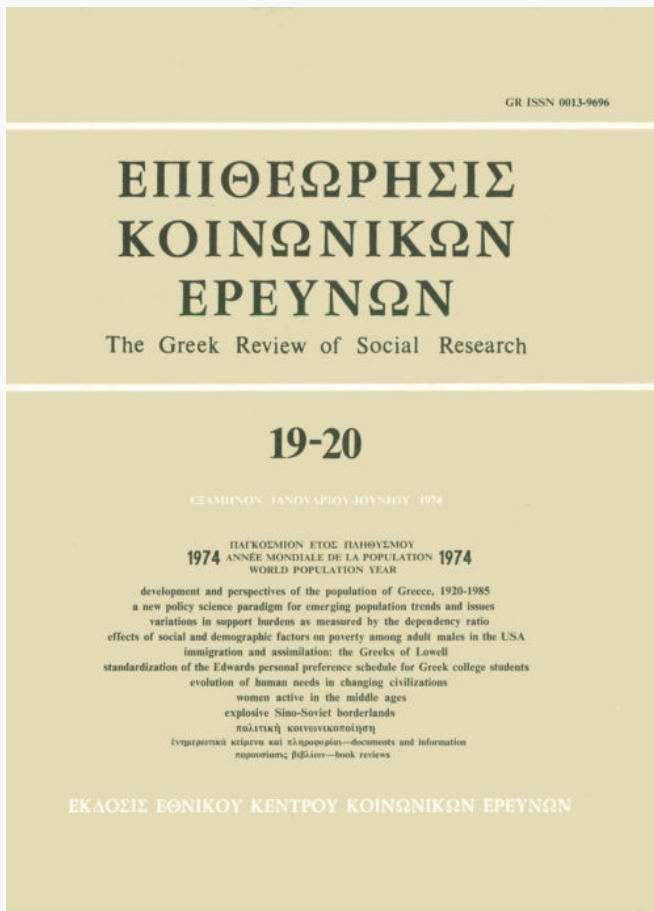 GR ISSN 0013-9696
ΕΠΙΘΕΩΡΗΣΙΣ
ΚΟΙΝΩΝΙΚΩΝ
ΕΡΕΥΝΩΝ
The Greek Review of Social Research
19-20
ΕΞΑΜΗΝΟΝ ΙΑΝΟΥΑΡΙΟΥ-ΙΟΥΝΙΟΥ 1974
ΠΑΓΚΟΣΜΙΟΝ ΕΤΟΣ ΠΛΗΘΥΣΜΟΥ
1974 ANNÉE MONDIALE DE LA POPULATION 1974
WORLD POPULATION YEAR
development and perspectives of the population of Greece, 1920-1985
a new policy science paradigm for emerging population trends and issues
variations in support burdens as measured by the dependency ratio
effects of social and demographic factors on poverty among adult males in the USA
immigration and assimilation: the Greeks of Lowell
standardization of the Edwards personal preference schedule for Greek college students
evolution of human needs in changing civilizations
women active in the middle ages
explosive Sino-Soviet borderlands
πολιτική κοινωνικοποίηση
ἐνημερωτικά κείμενα καί πληροφορίαι—documents and information
παρουσίασις βιβλίων—book reviews
ΕΚΔΟΣΙΣ ΕΘΝΙΚΟΥ ΚΕΝΤΡΟΥ ΚΟΙΝΩΝΙΚΩΝ ΕΡΕΥΝΩΝ